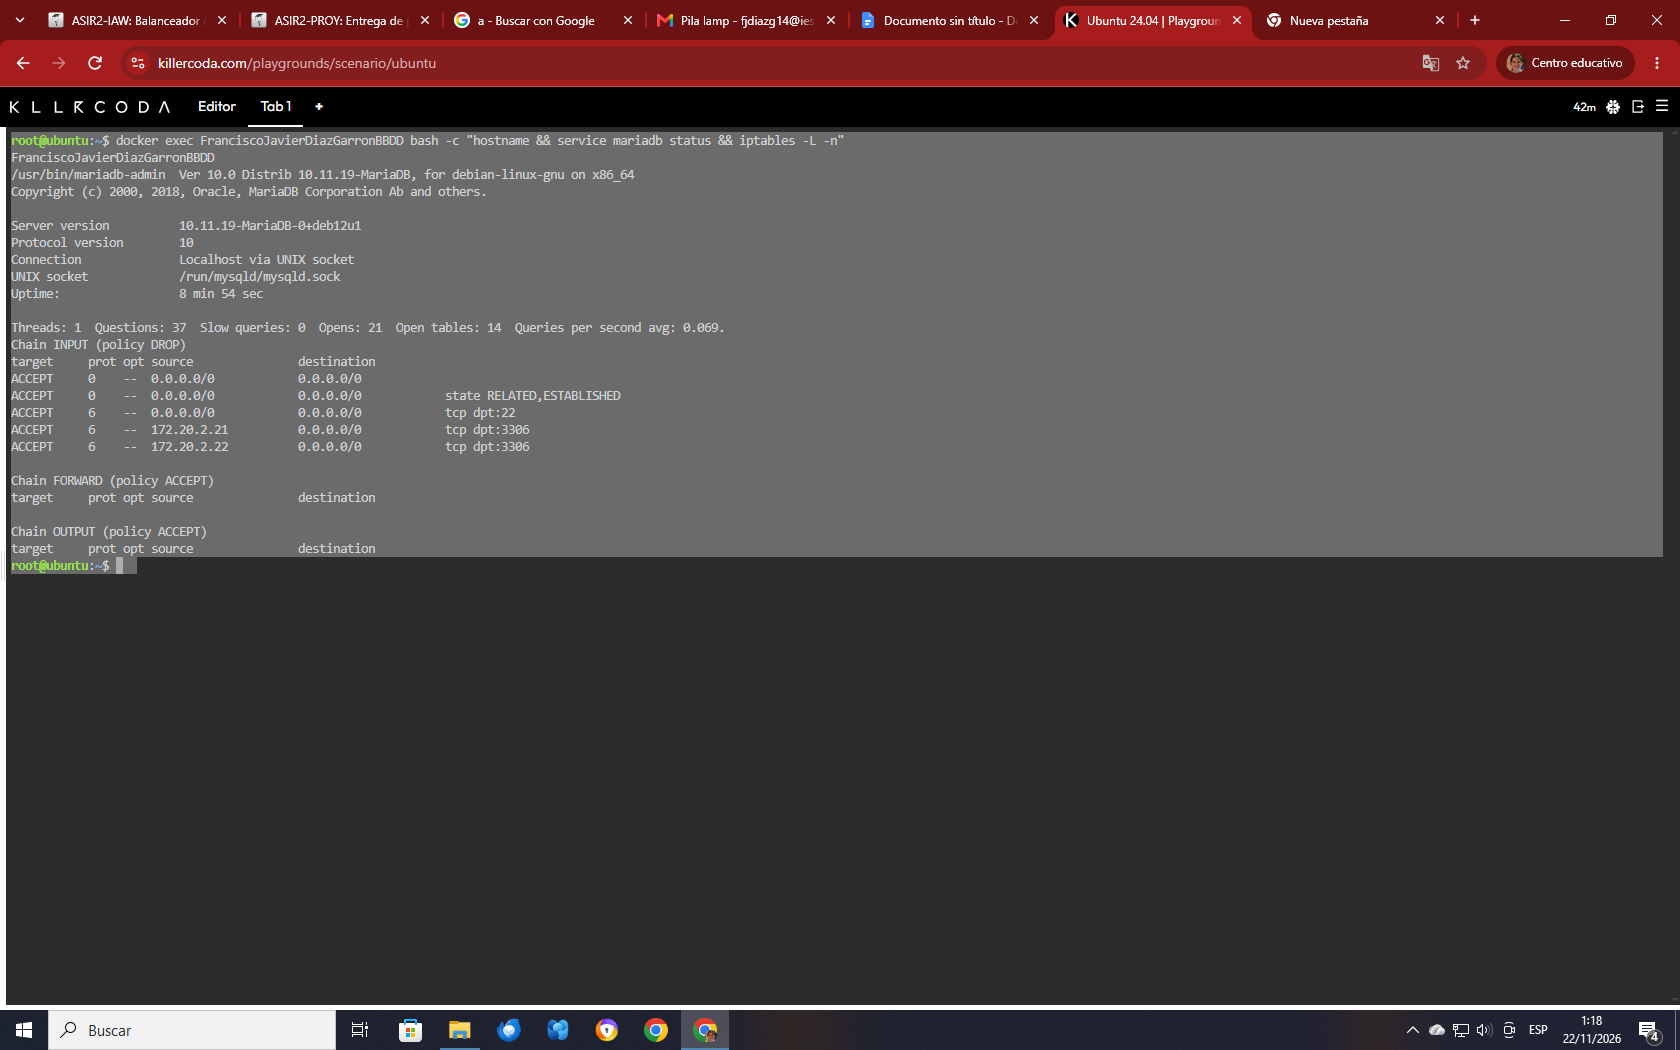 ASIR2-IAW: Balanceador
ASIR2-PROY: Entrega de
a - Buscar con Google
Pila lamp - fjdiazg14@ies
Documento sin título - D
Ubuntu 24.04 | Playgroun
Nueva pestaña
killercoda.com/playgrounds/scenario/ubuntu
Centro educativo
KLLRCODA
Editor
Tab 1
+
42m
root@ubuntu:~$ docker exec FranciscoJavierDiazGarronBBDD bash -c "hostname && service mariadb status && iptables -L -n"
FranciscoJavierDiazGarronBBDD
/usr/bin/mariadb-admin  Ver 10.0 Distrib 10.11.19-MariaDB, for debian-linux-gnu on x86_64
Copyright (c) 2000, 2018, Oracle, MariaDB Corporation Ab and others.
Server version          10.11.19-MariaDB-0+deb12u1
Protocol version        10
Connection              Localhost via UNIX socket
UNIX socket             /run/mysqld/mysqld.sock
Uptime:                 8 min 54 sec
Threads: 1  Questions: 37  Slow queries: 0  Opens: 21  Open tables: 14  Queries per second avg: 0.069.
Chain INPUT (policy DROP)
target     prot opt source               destination
ACCEPT     0    --  0.0.0.0/0            0.0.0.0/0
ACCEPT     0    --  0.0.0.0/0            0.0.0.0/0            state RELATED,ESTABLISHED
ACCEPT     6    --  0.0.0.0/0            0.0.0.0/0            tcp dpt:22
ACCEPT     6    --  172.20.2.21          0.0.0.0/0            tcp dpt:3306
ACCEPT     6    --  172.20.2.22          0.0.0.0/0            tcp dpt:3306
Chain FORWARD (policy ACCEPT)
target     prot opt source               destination
Chain OUTPUT (policy ACCEPT)
target     prot opt source               destination
root@ubuntu:~$
Buscar
ESP
1:18
22/11/2026
4